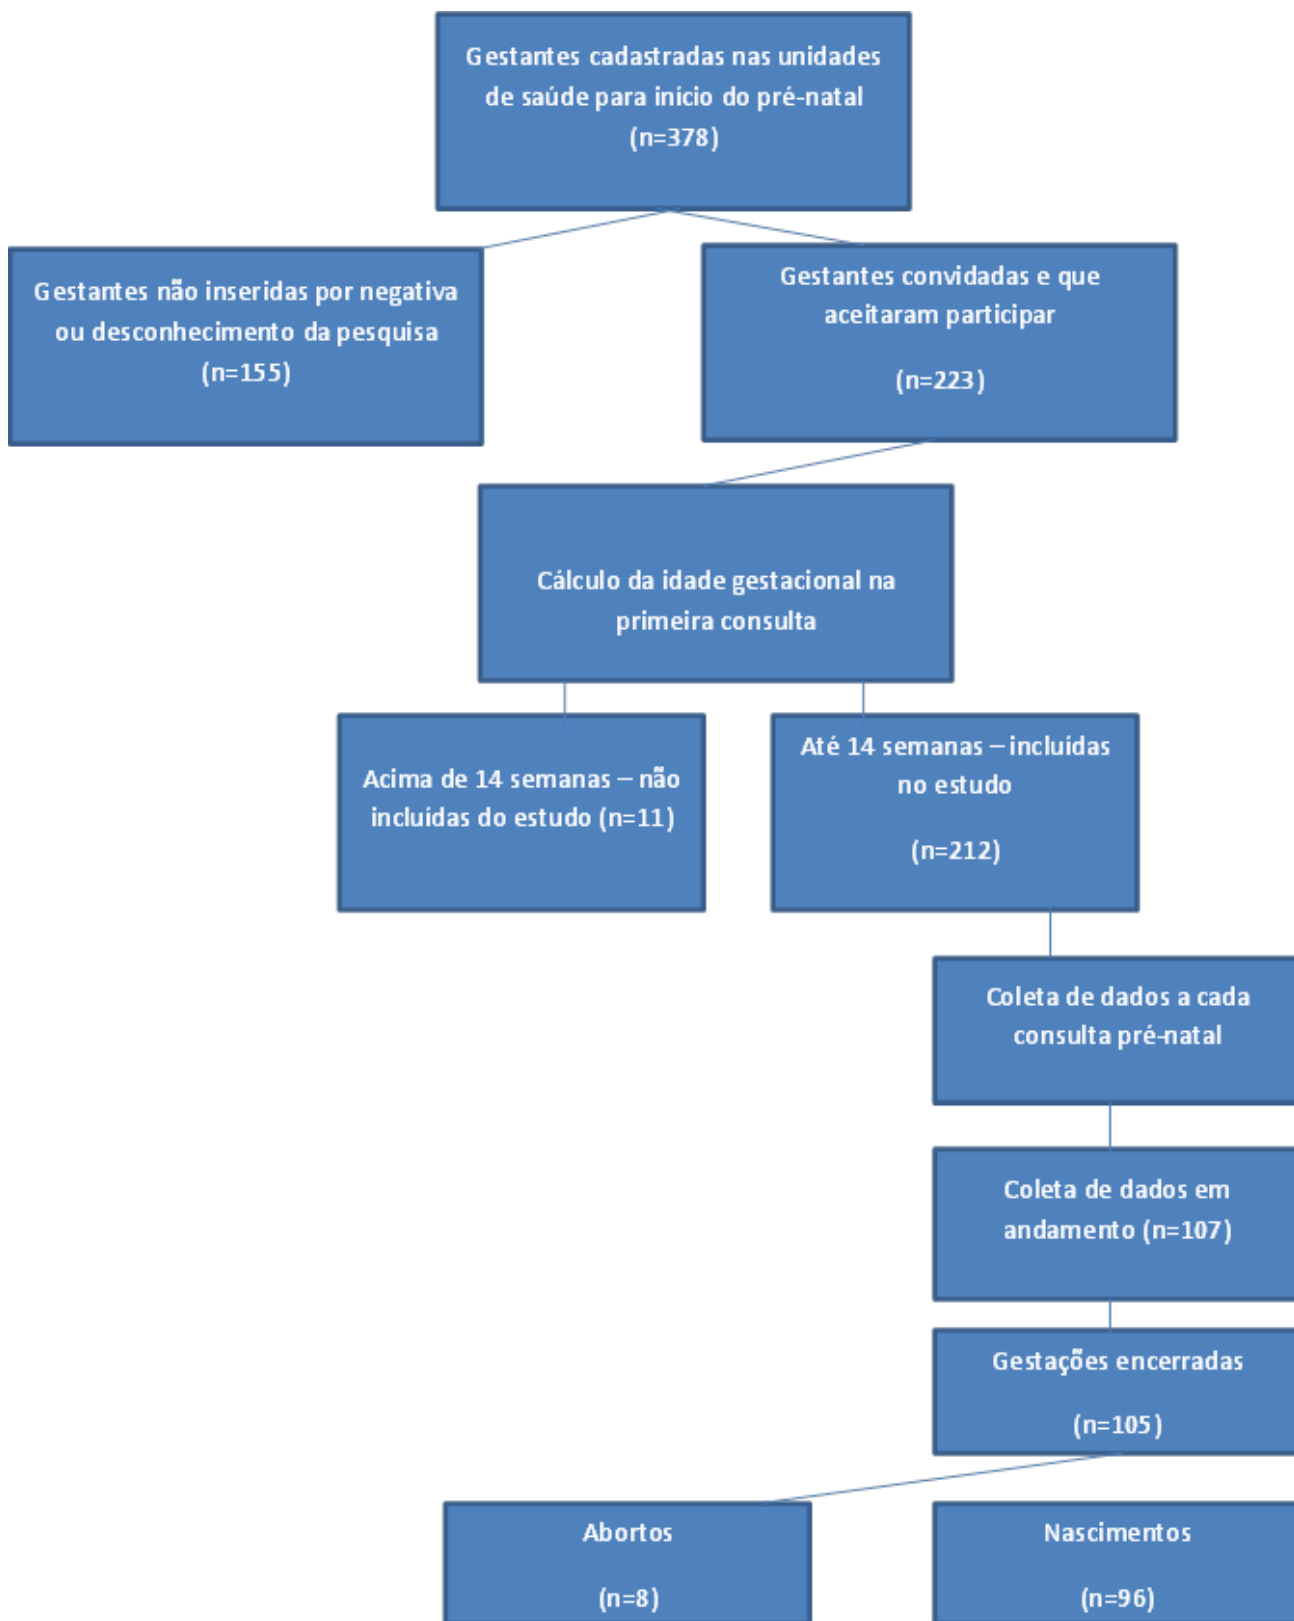 Gestantes cadastradas nas unidades
de saúde para início do pré-natal
(n=378)
Gestantes não inseridas por negativa
ou desconhecimento da pesquisa
(n=155)
Gestantes convidadas e que
aceitaram participar
(n=223)
Cálculo da idade gestacional na
primeira consulta
Acima de 14 semanas – não
incluídas do estudo (n=11)
Até 14 semanas – incluídas
no estudo
(n=212)
Coleta de dados a cada
consulta pré-natal
Coleta de dados em
andamento (n=107)
Gestações encerradas
(n=105)
Abortos
(n=8)
Nascimentos
(n=96)